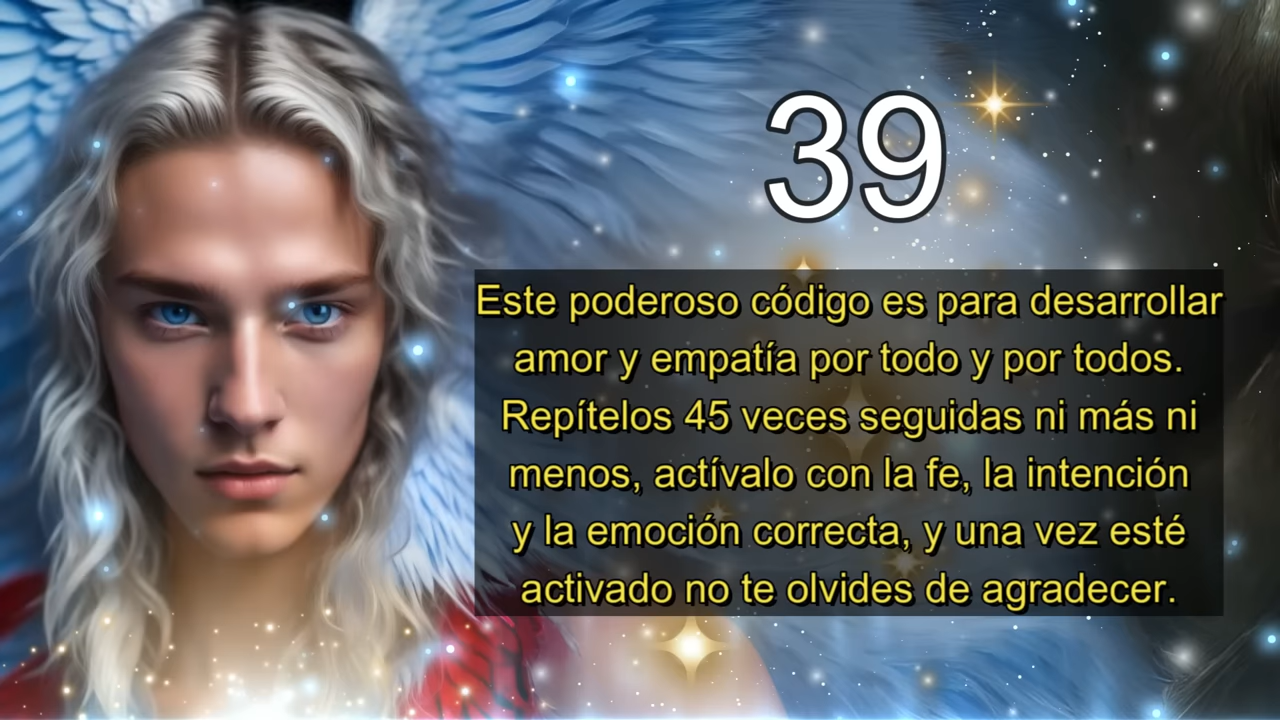 39
Este poderoso código es para desarrollar
amor y empatía por todo y por todos.
Repítelos 45 veces seguidas ni más ni
menos, actívalo con la fe, la intención
y la emoción correcta, y una vez esté
activado no te olvides de agradecer.